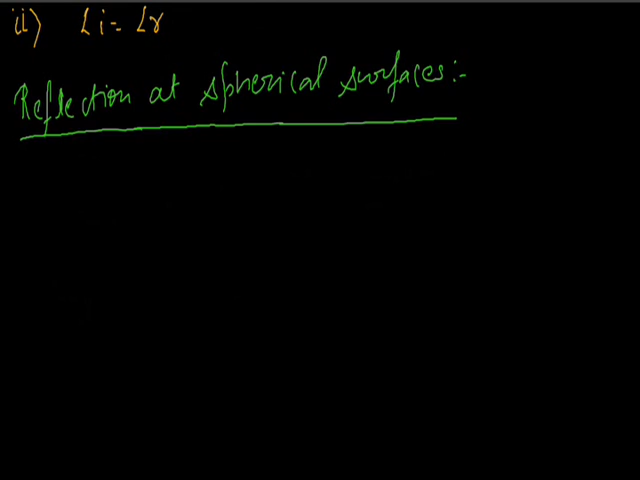 ii) ∠i = ∠r
Reflection at spherical surfaces:-